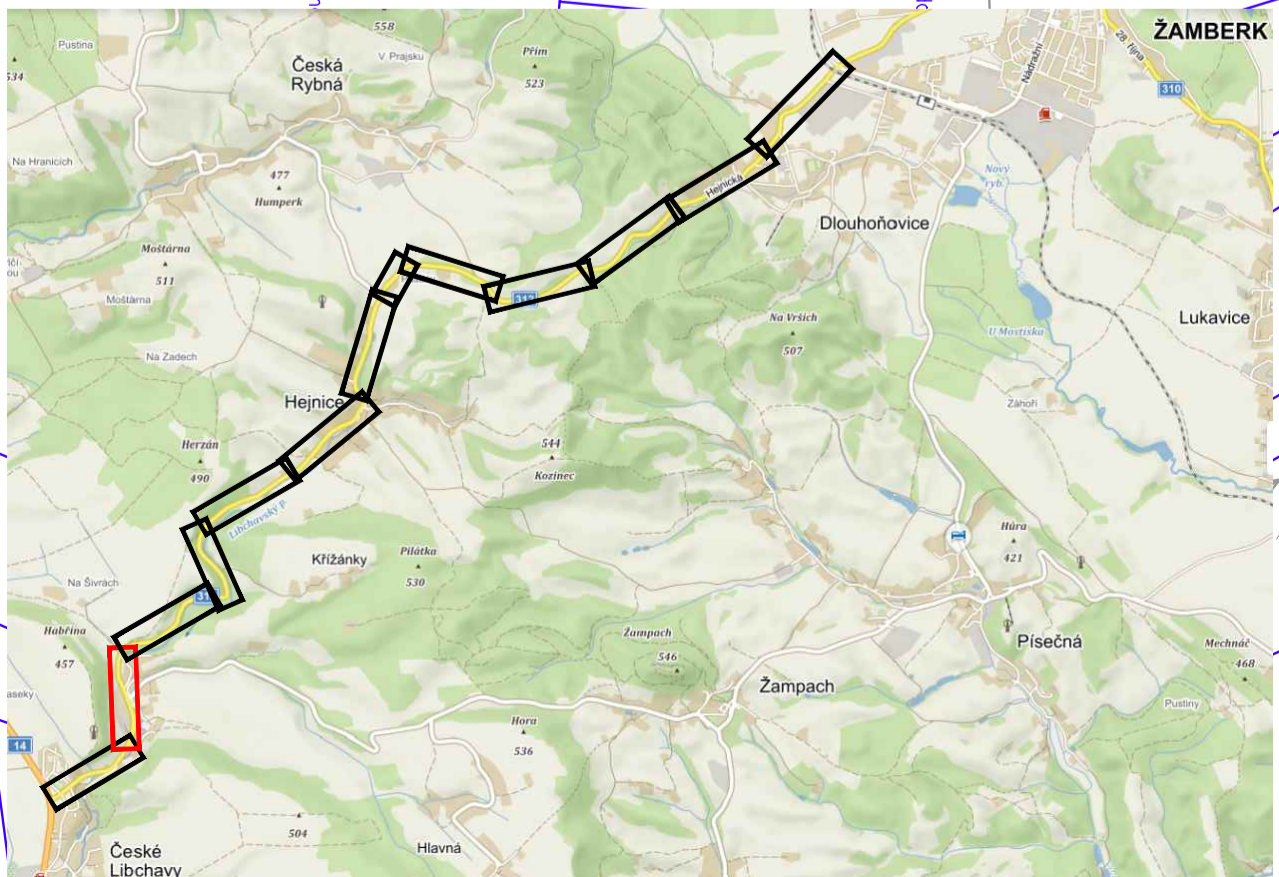 ŽAMBERK
558
Pustina
534
Česká
Rybná
V Prajsku
Přím
523
28. října
Nádražní
310
Na Hranicích
477
Humperk
Hejnická
Nový
ryb.
Dlouhoňovice
Moštárna
511
Moštárna
312
Na Vrších
507
U Mostiska
Lukavice
Na Zadech
Hejnice
Záhoří
Herzán
490
544
Kozinec
Libchavský p.
Křížánky
Pilátka
530
Hůra
421
Na Šivrách
31
Habřina
457
Žampach
546
Písečná
Mechnáč
468
aseky
Žampach
Pustiny
14
Hora
536
504
Hlavná
České
Libchavy